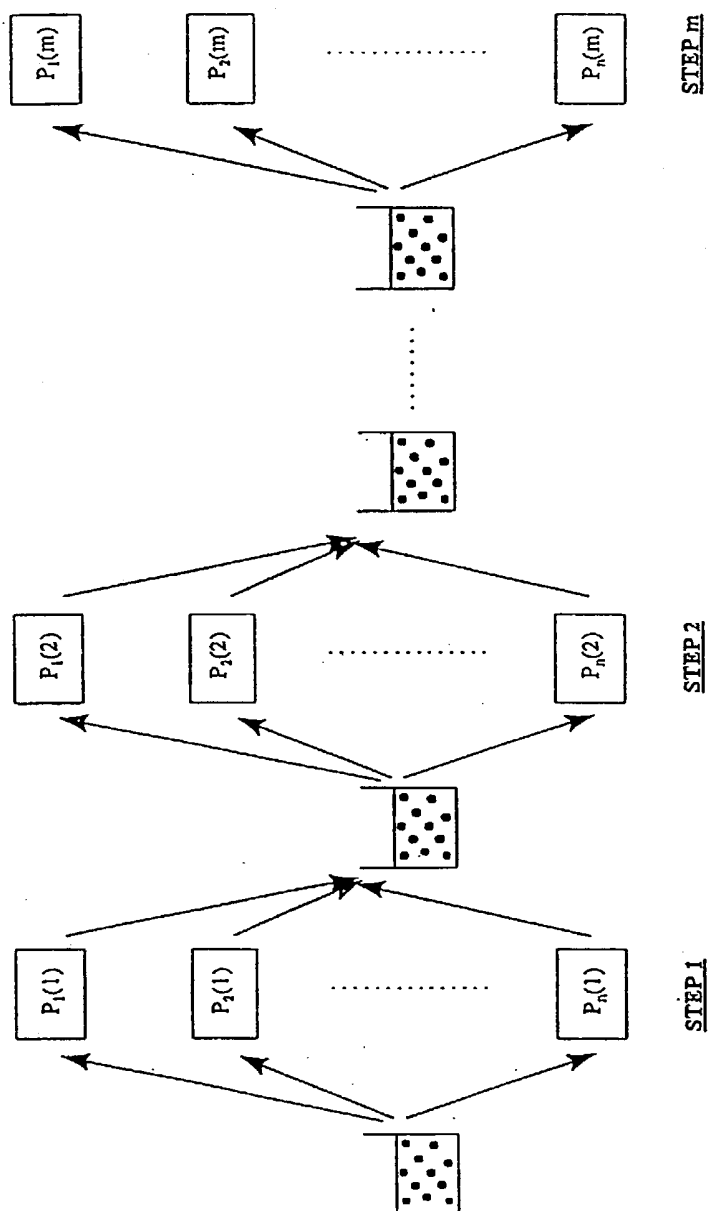 P₁(1)
P₂(1)
Pₙ(1)
STEP 1
P₁(2)
P₂(2)
Pₙ(2)
STEP 2
P₁(m)
P₂(m)
Pₙ(m)
STEP m